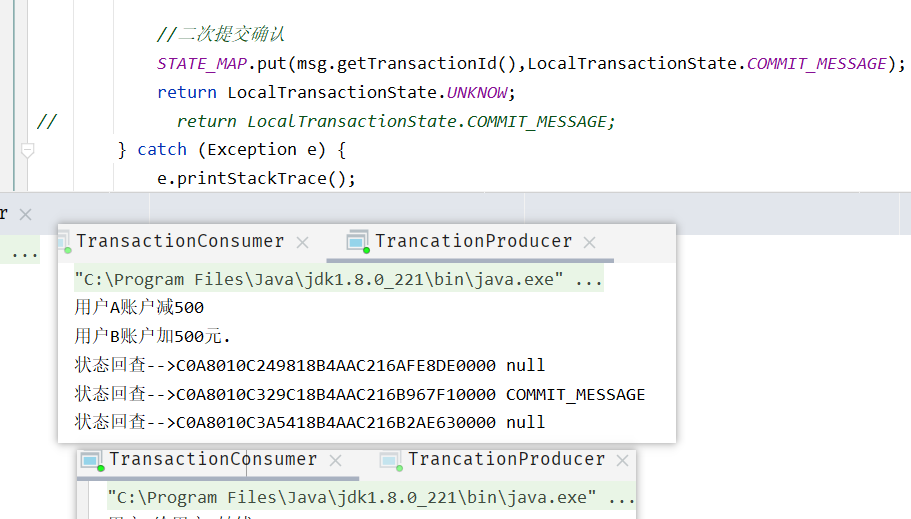 //二次提交确认
STATE_MAP.put(msg.getTransactionId(),LocalTransactionState.COMMIT_MESSAGE);
return LocalTransactionState.UNKNOW;
// return LocalTransactionState.COMMIT_MESSAGE;
} catch (Exception e) {
e.printStackTrace();
r
...
TransactionConsumer TrancationProducer
"C:\Program Files\Java\jdk1.8.0_221\bin\java.exe" ...
用户A账户减500
用户B账户加500元.
状态回查-->C0A8010C249818B4AAC216AFE8DE0000 null
状态回查-->C0A8010C329C18B4AAC216B967F10000 COMMIT_MESSAGE
状态回查-->C0A8010C3A5418B4AAC216B2AE630000 null
TransactionConsumer TrancationProducer
"C:\Program Files\Java\jdk1.8.0_221\bin\java.exe" ...